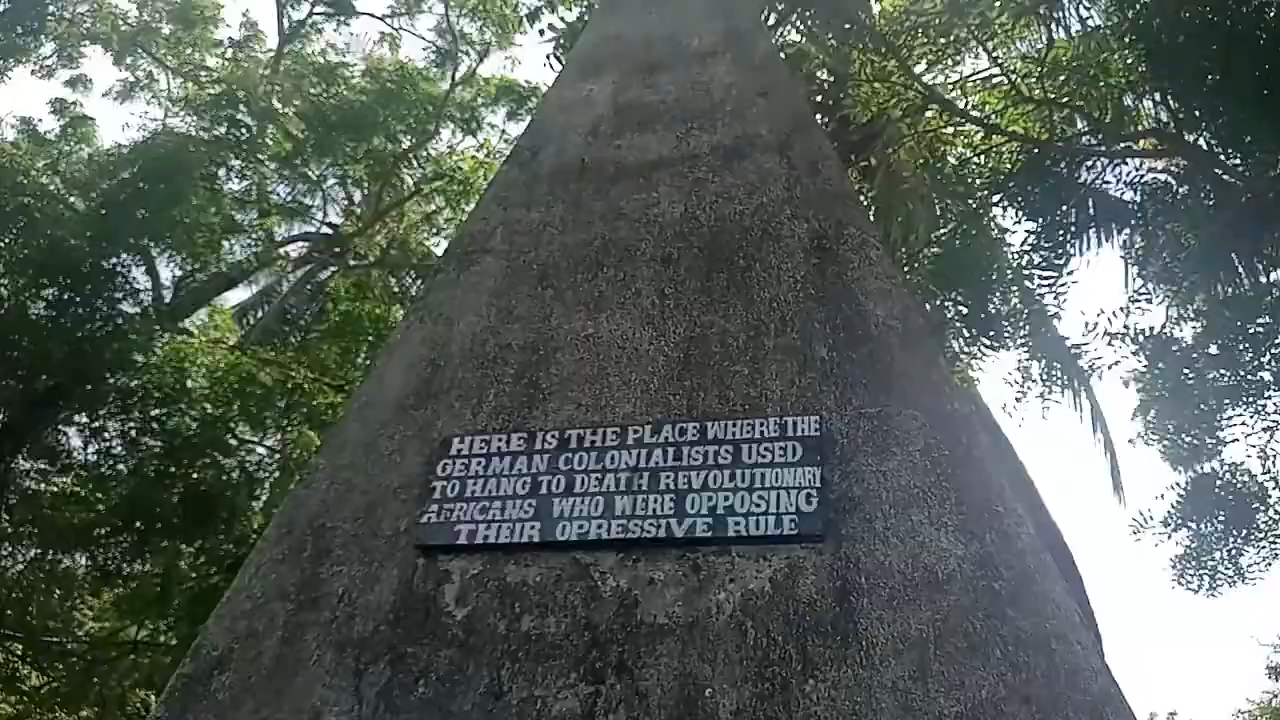 HERE IS THE PLACE WHERE THE
GERMAN COLONIALISTS USED
TO HANG TO DEATH REVOLUTIONARY
AFRICANS WHO WERE OPPOSING
THEIR OPRESSIVE RULE